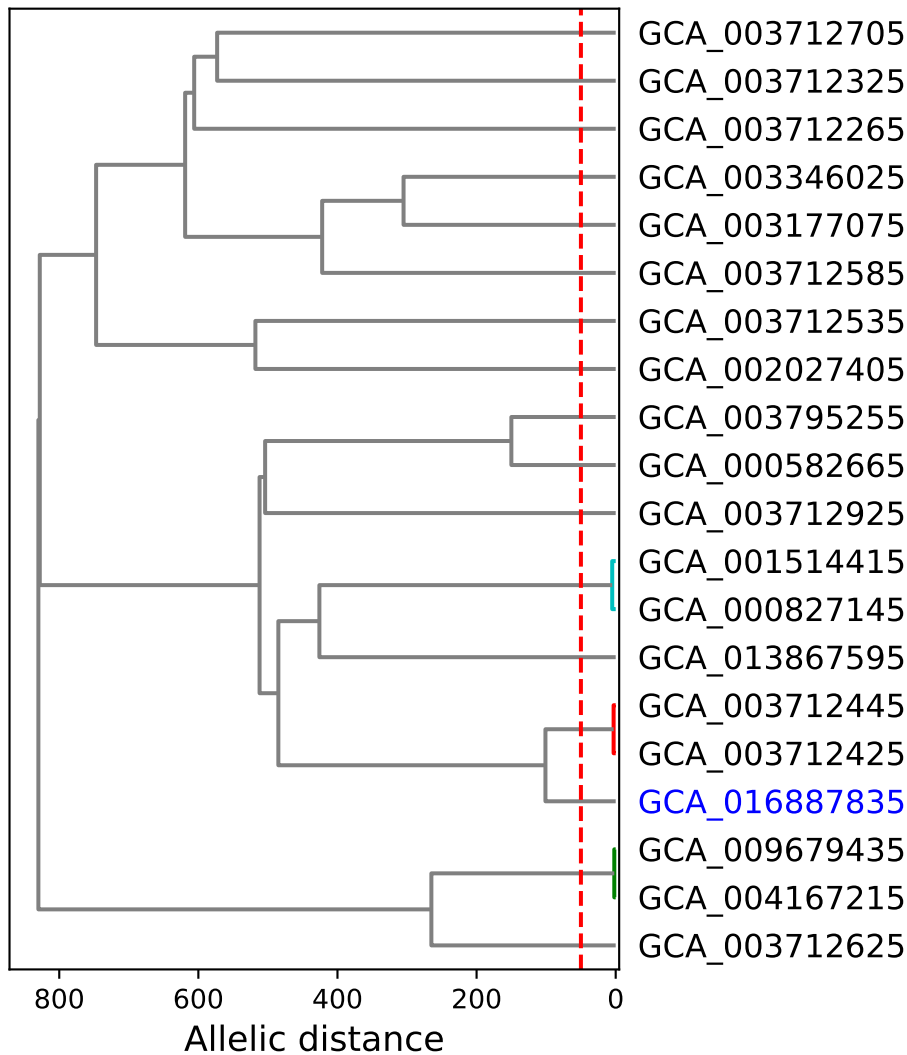 GCA_003712705
GCA_003712325
GCA_003712265
GCA_003346025
GCA_003177075
GCA_003712585
GCA_003712535
GCA_002027405
GCA_003795255
GCA_000582665
GCA_003712925
GCA_001514415
GCA_000827145
GCA_013867595
GCA_003712445
GCA_003712425
GCA_016887835
GCA_009679435
GCA_004167215
GCA_003712625
800 600 400 200 0
Allelic distance